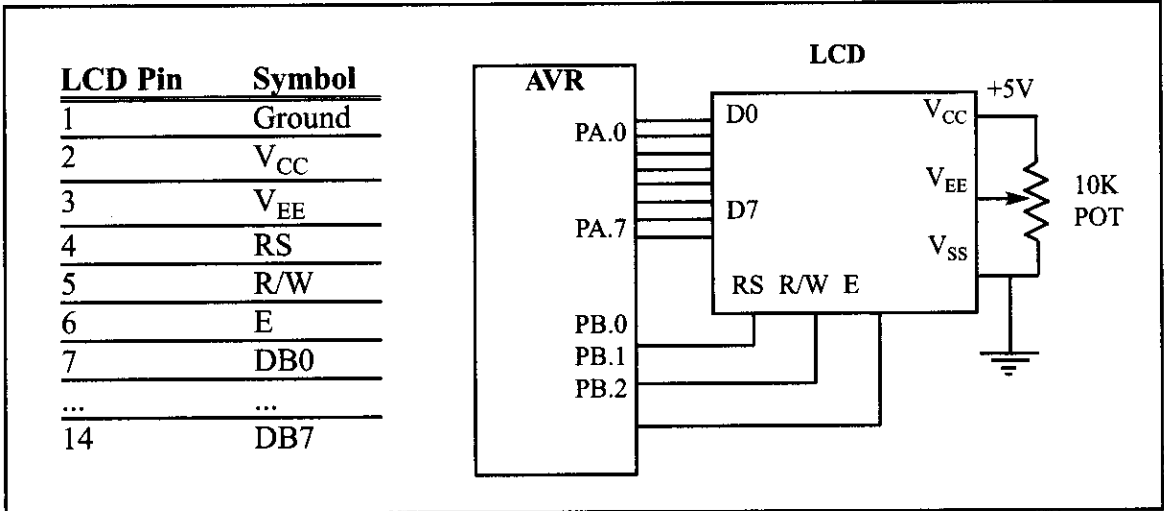 LCD Pin Symbol
1 Ground
2 VCC
3 VEE
4 RS
5 R/W
6 E
7 DB0
... ...
14 DB7
AVR
PA.0
PA.7
PB.0
PB.1
PB.2
LCD
D0
D7
RS R/W E
VCC
VEE
VSS
+5V
10K
POT